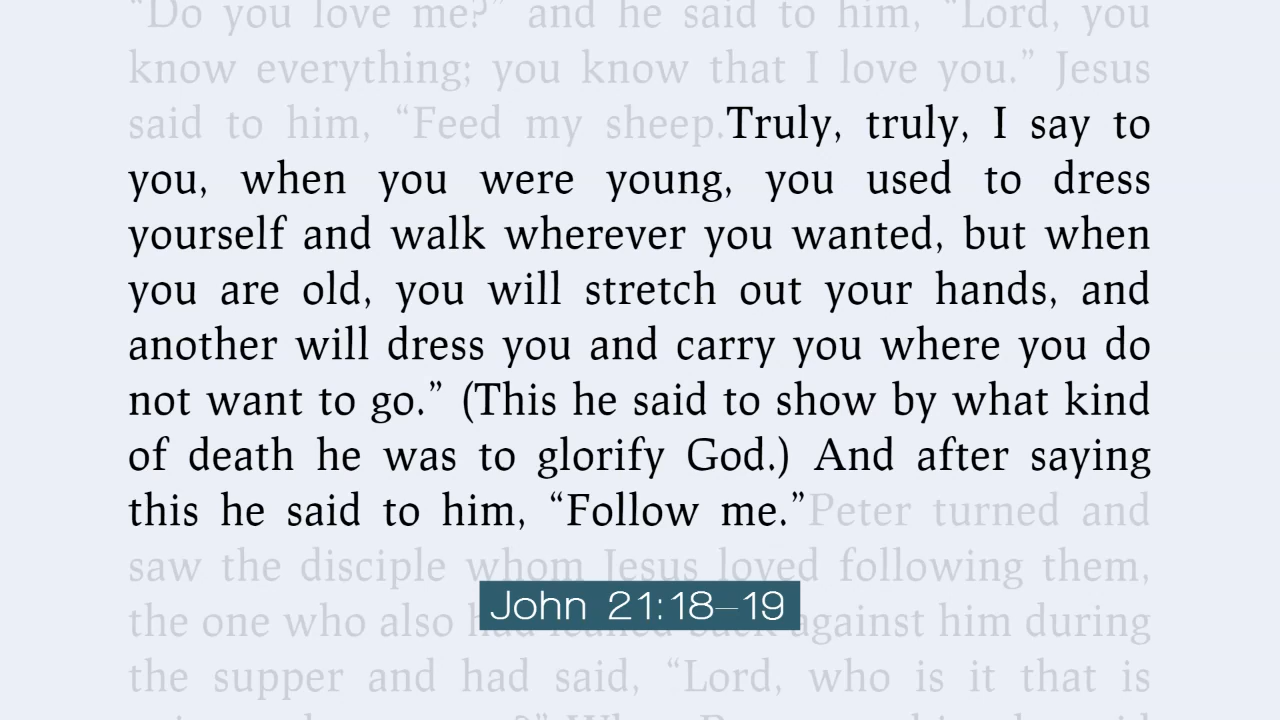 “Do you love me?” and he said to him, “Lord, you
know everything; you know that I love you.” Jesus
said to him, “Feed my sheep.Truly, truly, I say to
you, when you were young, you used to dress
yourself and walk wherever you wanted, but when
you are old, you will stretch out your hands, and
another will dress you and carry you where you do
not want to go.” (This he said to show by what kind
of death he was to glorify God.) And after saying
this he said to him, “Follow me.”Peter turned and
saw the disciple whom Jesus loved following them,
John 21:18–19
the one who also had leaned back against him during
the supper and had said, “Lord, who is it that is